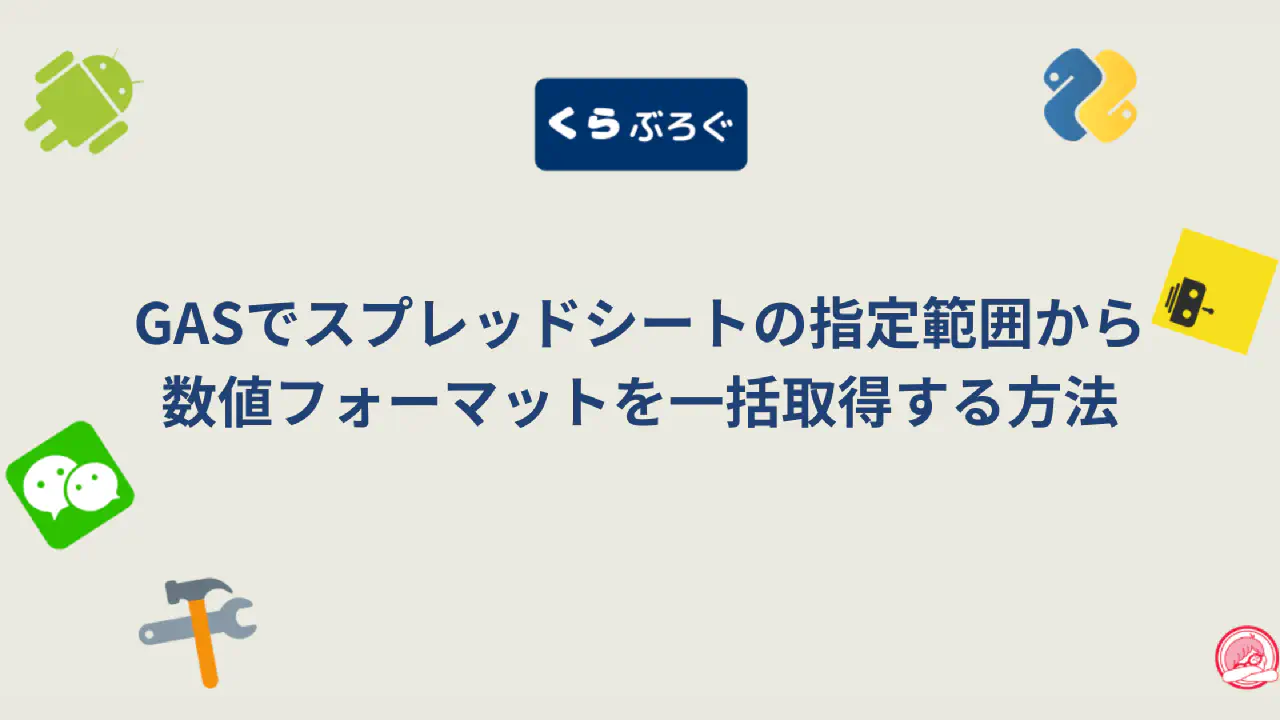 くらぶろぐ
GASでスプレッドシートの指定範囲から
数値フォーマットを一括取得する方法